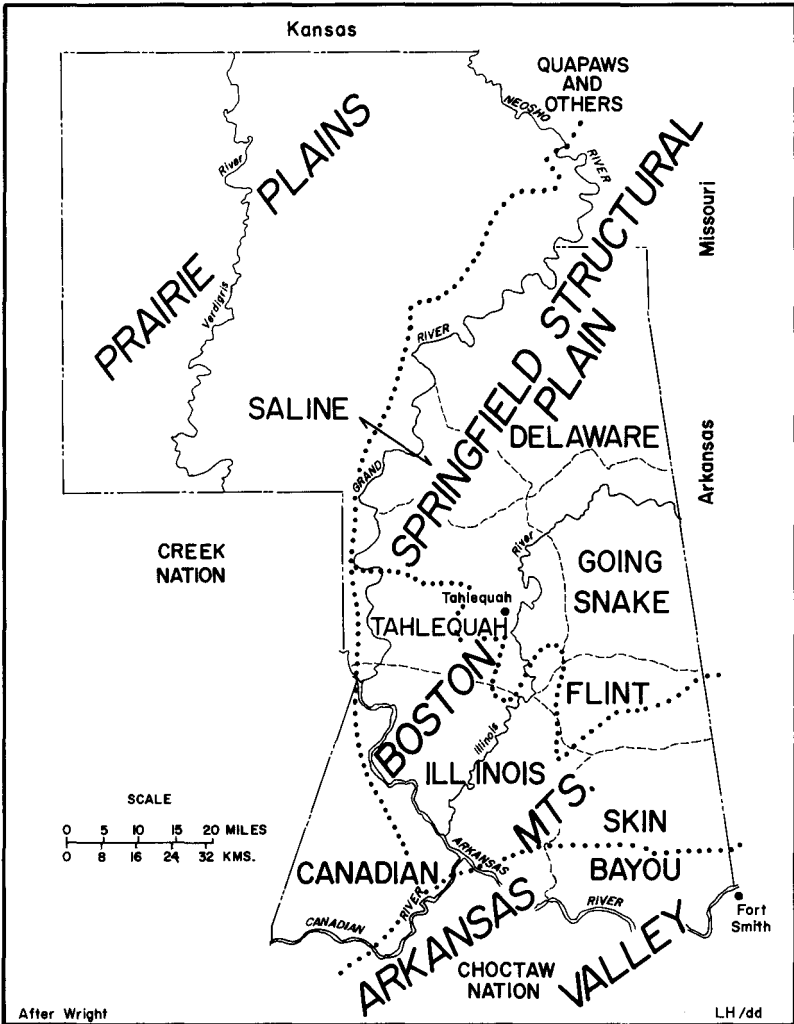 Kansas
QUAPAWS
AND
OTHERS
NEOSHO
RIVER
PRAIRIE PLAINS
River
Verdigris
Missouri
SPRINGFIELD STRUCTURAL
PLAIN
RIVER
SALINE
DELAWARE
GRAND
Arkansas
CREEK
NATION
River
GOING
SNAKE
Tahlequah
TAHLEQUAH
BOSTON
MTS.
FLINT
Illinois
ILLINOIS
SCALE
0 5 10 15 20 MILES
0 8 16 24 32 KMS.
SKIN
BAYOU
ARKANSAS
RIVER
CANADIAN
CANADIAN
RIVER
ARKANSAS
VALLEY
Fort
Smith
CHOCTAW
NATION
After Wright
LH/dd